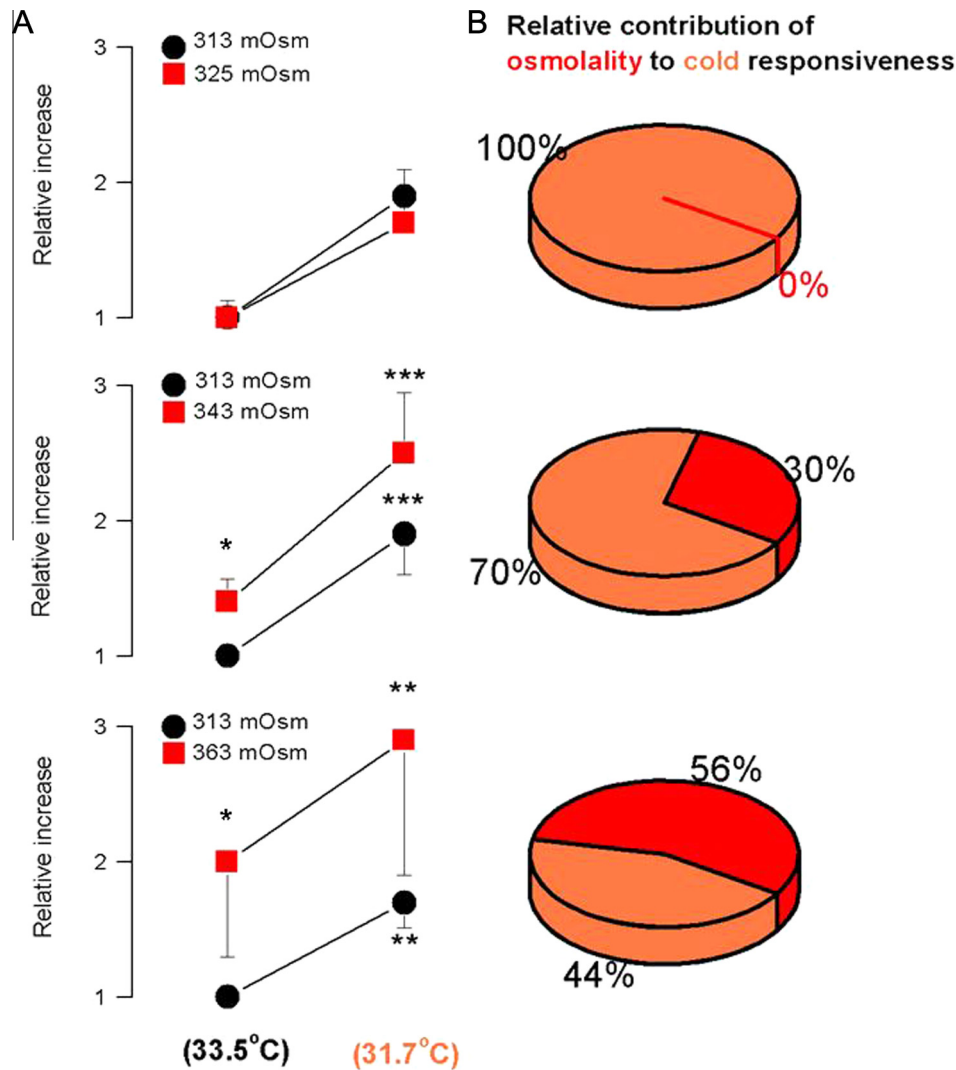 A
3
2
1
Relative increase
313 mOsm
325 mOsm
B Relative contribution of
osmolality to cold responsiveness
100%
0%
3
2
1
Relative increase
313 mOsm
343 mOsm
*
***
***
30%
70%
3
2
1
Relative increase
313 mOsm
363 mOsm
*
**
**
56%
44%
(33.5°C)
(31.7°C)